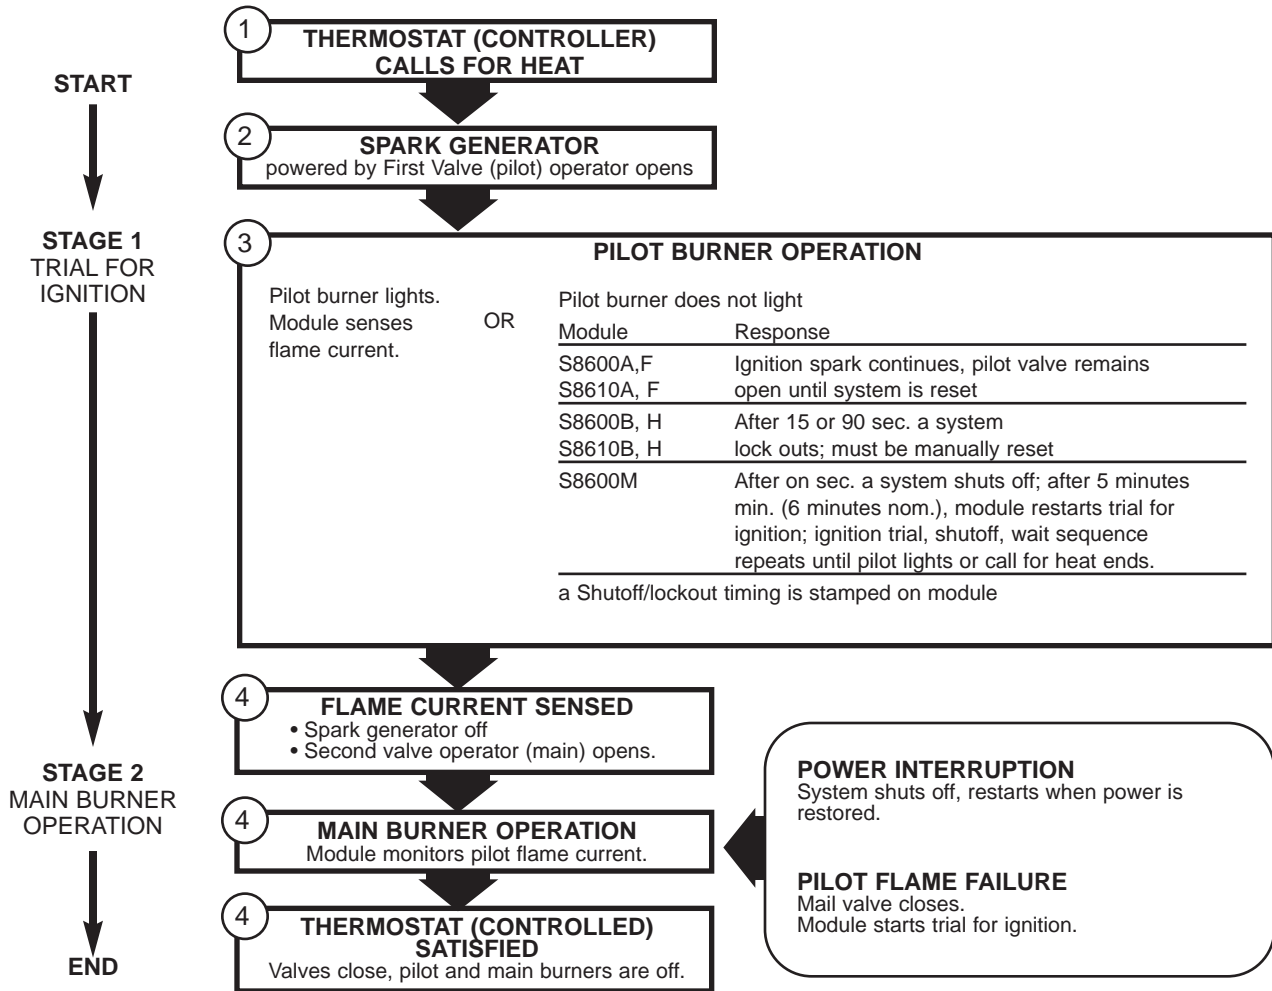 1
THERMOSTAT (CONTROLLER)
CALLS FOR HEAT
START
2
SPARK GENERATOR
powered by First Valve (pilot) operator opens
STAGE 1
TRIAL FOR
IGNITION
3
PILOT BURNER OPERATION
Pilot burner lights.
Module senses
flame current.
OR
Pilot burner does not light
Module Response
S8600A,F Ignition spark continues, pilot valve remains
S8610A, F open until system is reset
S8600B, H After 15 or 90 sec. a system
S8610B, H lock outs; must be manually reset
S8600M After on sec. a system shuts off; after 5 minutes
min. (6 minutes nom.), module restarts trial for
ignition; ignition trial, shutoff, wait sequence
repeats until pilot lights or call for heat ends.
a Shutoff/lockout timing is stamped on module
4
FLAME CURRENT SENSED
• Spark generator off
• Second valve operator (main) opens.
STAGE 2
MAIN BURNER
OPERATION
4
MAIN BURNER OPERATION
Module monitors pilot flame current.
POWER INTERRUPTION
System shuts off, restarts when power is
restored.
PILOT FLAME FAILURE
Mail valve closes.
Module starts trial for ignition.
4
THERMOSTAT (CONTROLLED)
SATISFIED
Valves close, pilot and main burners are off.
END